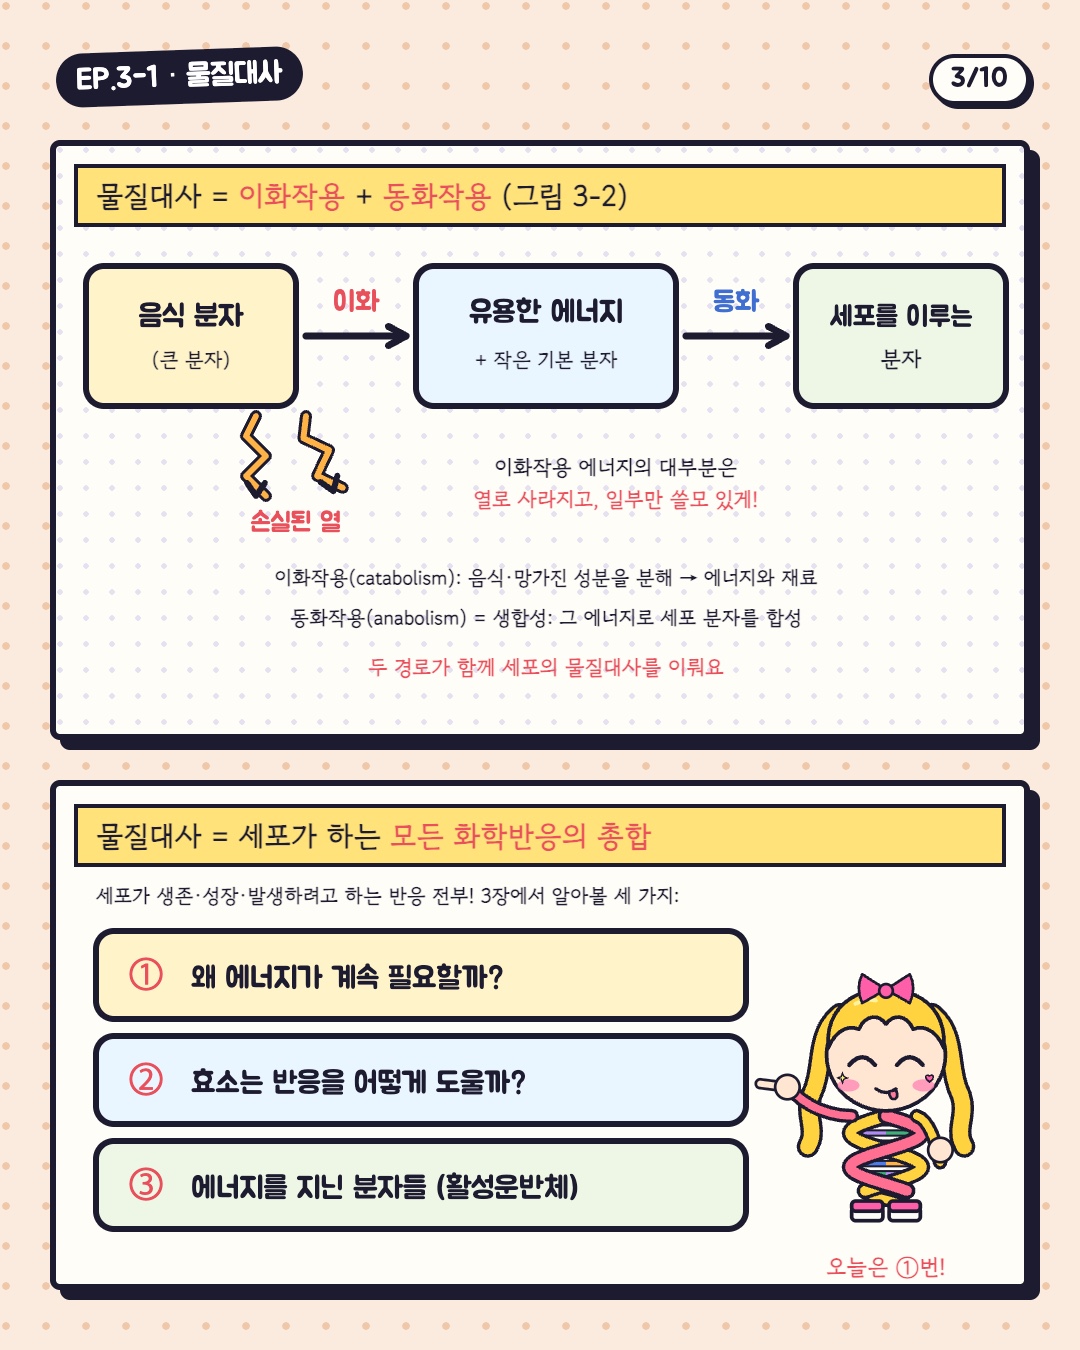 EP.3-1 · 물질대사
3/10
물질대사 = 이화작용 + 동화작용 (그림 3-2)
음식 분자
(큰 분자)
이화
유용한 에너지
+ 작은 기본 분자
동화
세포를 이루는
분자
손실된 열
이화작용 에너지의 대부분은
열로 사라지고, 일부만 쓸모 있게!
이화작용(catabolism): 음식·망가진 성분을 분해 → 에너지와 재료
동화작용(anabolism) = 생합성: 그 에너지로 세포 분자를 합성
두 경로가 함께 세포의 물질대사를 이뤄요
물질대사 = 세포가 하는 모든 화학반응의 총합
세포가 생존·성장·발생하려고 하는 반응 전부! 3장에서 알아볼 세 가지:
① 왜 에너지가 계속 필요할까?
② 효소는 반응을 어떻게 도울까?
③ 에너지를 지닌 분자들 (활성운반체)
오늘은 ①번!